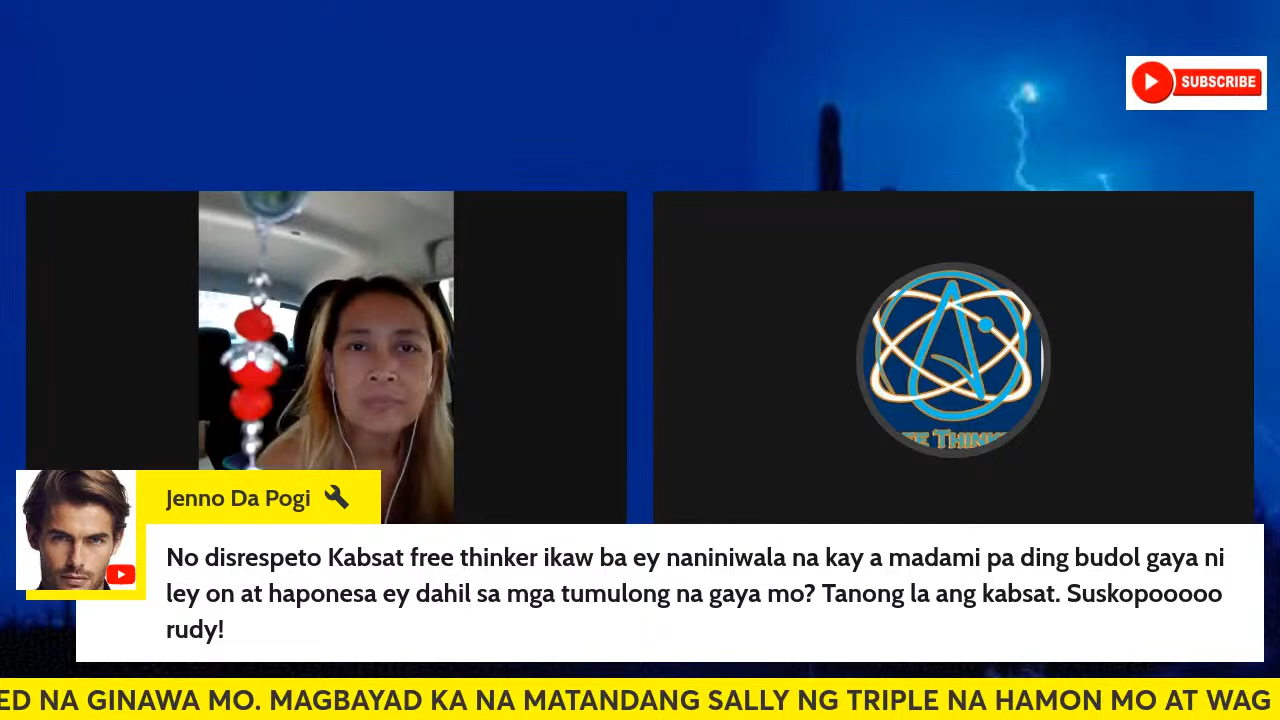 SUBSCRIBE
THINK
Jenno Da Pogi
No disrespeto Kabsat free thinker ikaw ba ey naniniwala na kay a madami pa ding budol gaya ni
ley on at haponesa ey dahil sa mga tumulong na gaya mo? Tanong la ang kabsat. Suskopooooo
rudy!
ED NA GINAWA MO. MAGBAYAD KA NA MATANDANG SALLY NG TRIPLE NA HAMON MO AT WAG